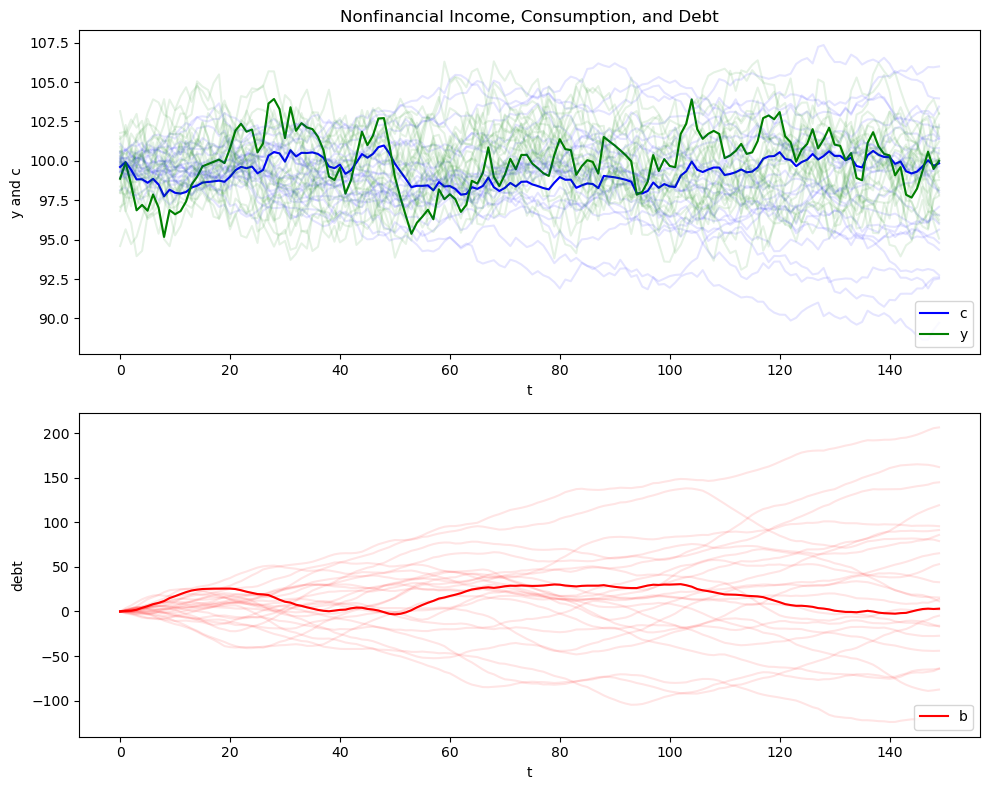 Nonfinancial Income, Consumption, and Debt
107.5
105.0
102.5
100.0
97.5
95.0
92.5
90.0
y and c
c
y
0 20 40 60 80 100 120 140
t
200
150
100
50
0
−50
−100
debt
b
0 20 40 60 80 100 120 140
t